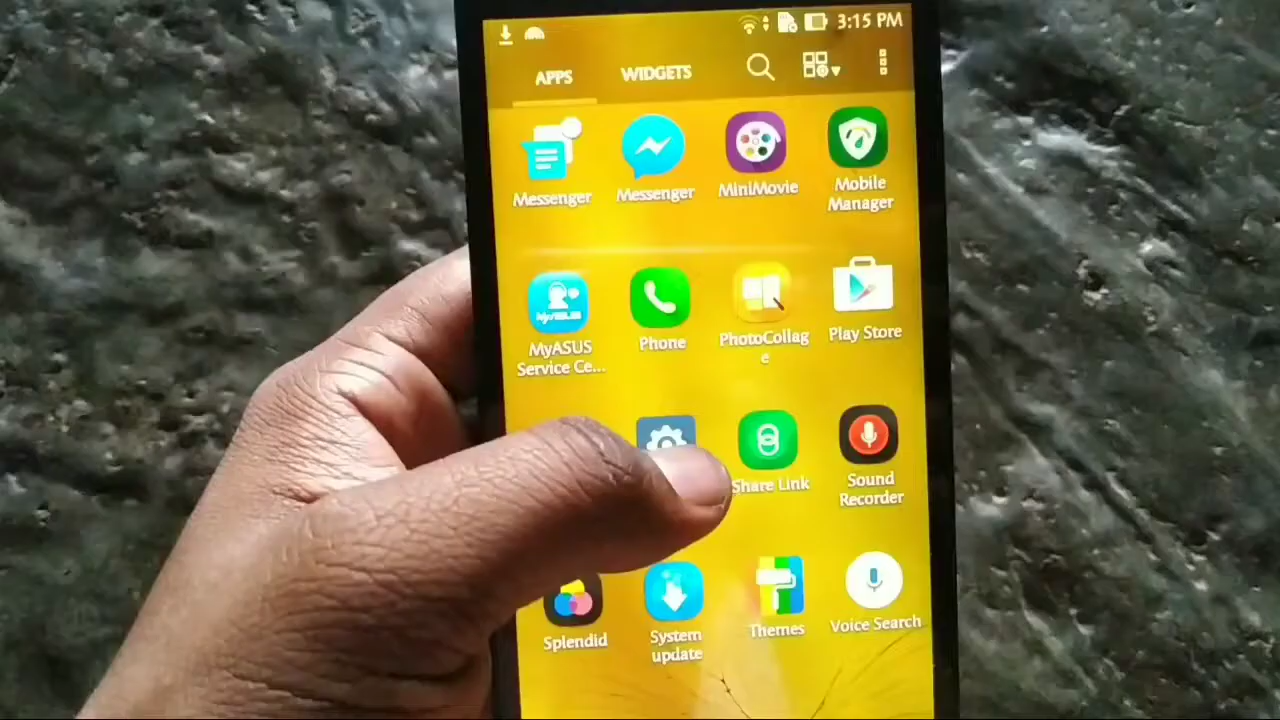 3:15 PM
APPS
WIDGETS
Messenger
Messenger
MiniMovie
Mobile
Manager
MyASUS
MyASUS
Service Ce...
Phone
PhotoCollag
e
Play Store
Share Link
Sound
Recorder
Splendid
System
update
Themes
Voice Search